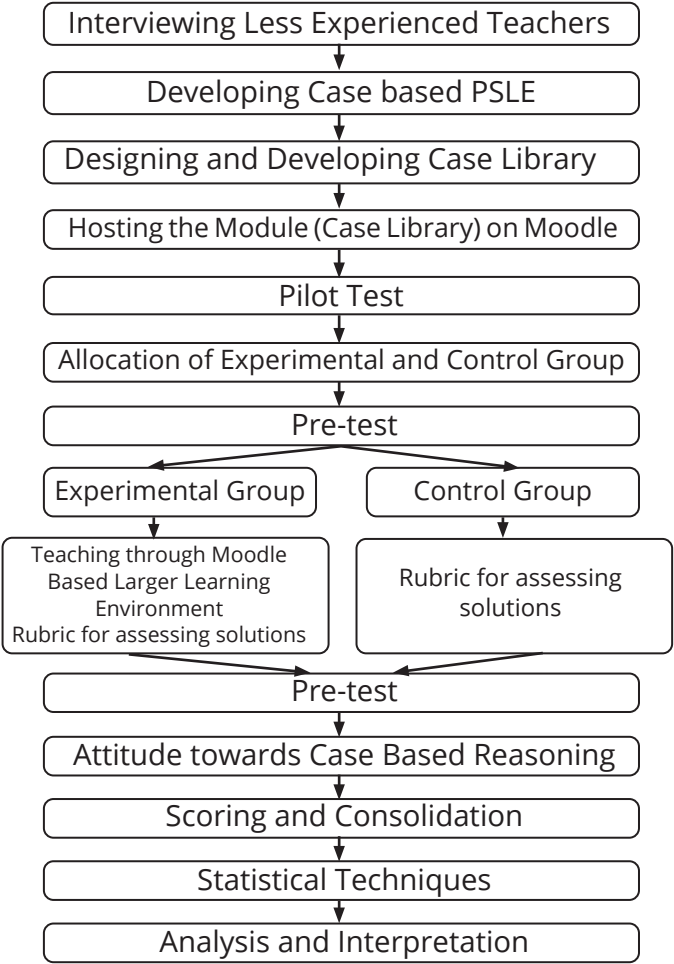 Interviewing Less Experienced Teachers
Developing Case based PSLE
Designing and Developing Case Library
Hosting the Module (Case Library) on Moodle
Pilot Test
Allocation of Experimental and Control Group
Pre-test
Experimental Group
Control Group
Teaching through Moodle
Based Larger Learning
Environment
Rubric for assessing solutions
Rubric for assessing
solutions
Pre-test
Attitude towards Case Based Reasoning
Scoring and Consolidation
Statistical Techniques
Analysis and Interpretation